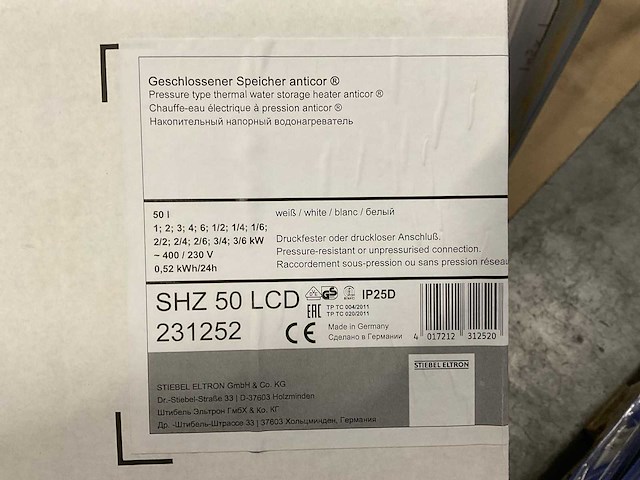 Geschlossener Speicher anticor ®
Pressure type thermal water storage heater anticor ®
Chauffe-eau électrique à pression anticor ®
Накопительный напорный водонагреватель
50 l
1; 2; 3; 4; 6; 1/2; 1/4; 1/6;
2/2; 2/4; 2/6; 3/4; 3/6 kW
~ 400 / 230 V
0,52 kWh/24h
weiß / white / blanc / белый
Druckfester oder druckloser Anschluß.
Pressure-resistant or unpressurised connection.
Raccordement sous-pression ou sans pression réseau
SHZ 50 LCD
231252
GS
IP25D
EAC
TP TC 004/2011
TP TC 020/2011
CE
Made in Germany
Сделано в Германии
4 017212 312520
STIEBEL ELTRON
STIEBEL ELTRON GmbH & Co. KG
Dr.-Stiebel-Straße 33 | D-37603 Holzminden
Штибель Эльтрон ГмбХ & Ко. КГ
Др. -Штибель-Штрассе 33 | 37603 Хольцминден, Германии